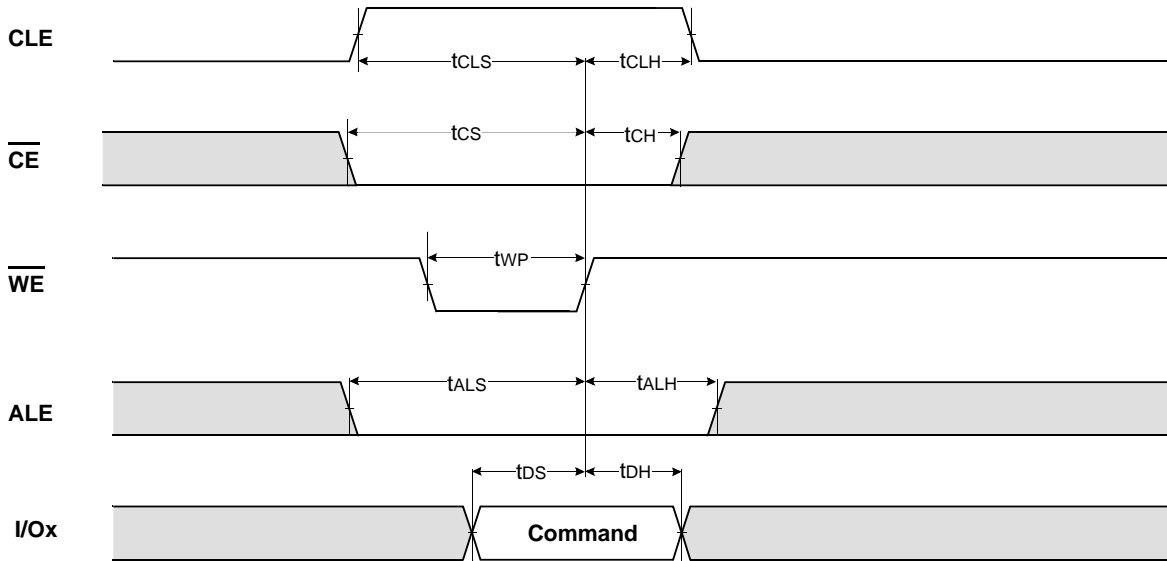 CLE
tCLS tCLH
CE
tCS tCH
WE
tWP
ALE
tALS tALH
I/Ox
tDS tDH
Command